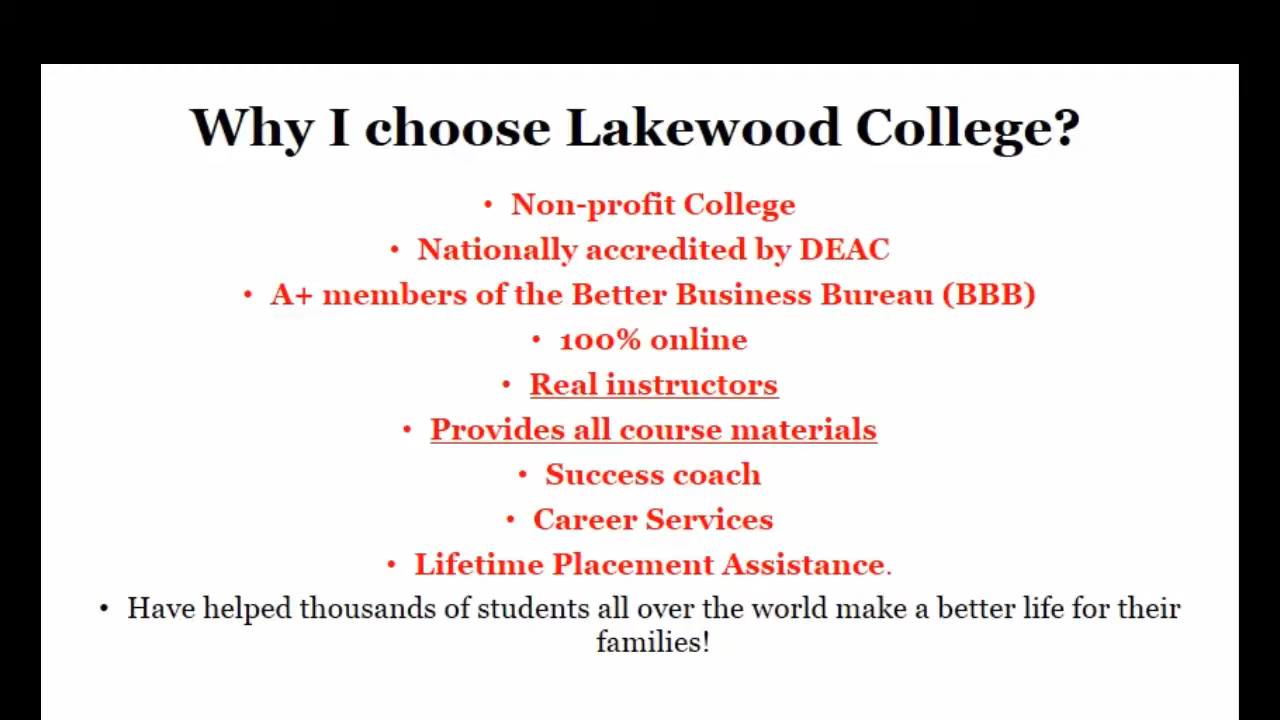 Why I choose Lakewood College?
• Non-profit College
• Nationally accredited by DEAC
• A+ members of the Better Business Bureau (BBB)
• 100% online
• Real instructors
• Provides all course materials
• Success coach
• Career Services
• Lifetime Placement Assistance.
• Have helped thousands of students all over the world make a better life for their
families!